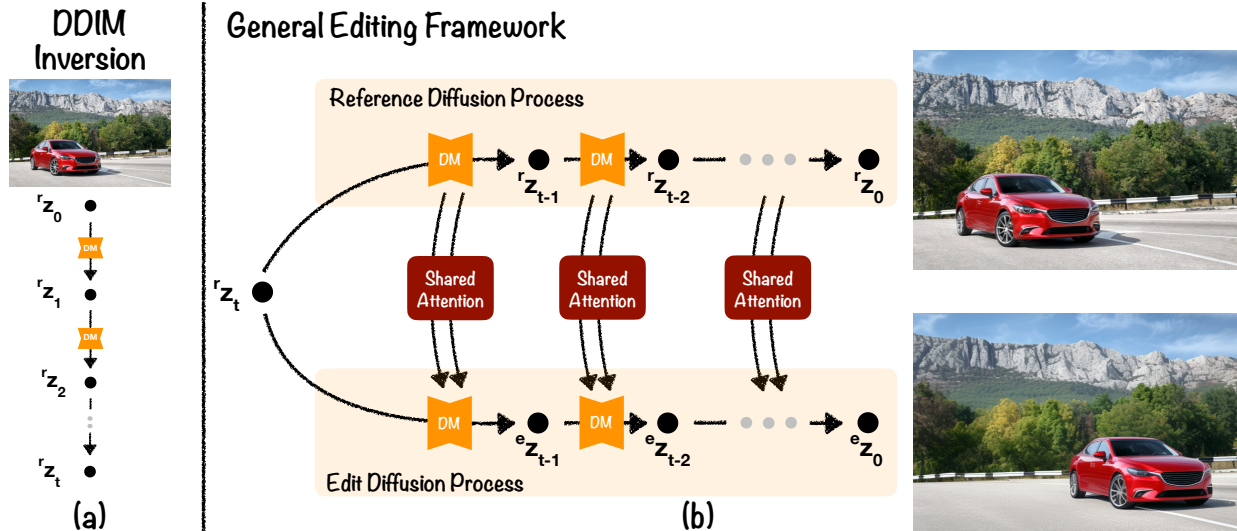 DDIM
Inversion
ʳz₀
DM
ʳz₁
DM
ʳz₂
ʳzₜ
(a)
General Editing Framework
Reference Diffusion Process
DM
DM
ʳzₜ₋₁
ʳzₜ₋₂
ʳz₀
Shared
Attention
Shared
Attention
Shared
Attention
ʳzₜ
DM
DM
ᵉzₜ₋₁
ᵉzₜ₋₂
ᵉz₀
Edit Diffusion Process
(b)